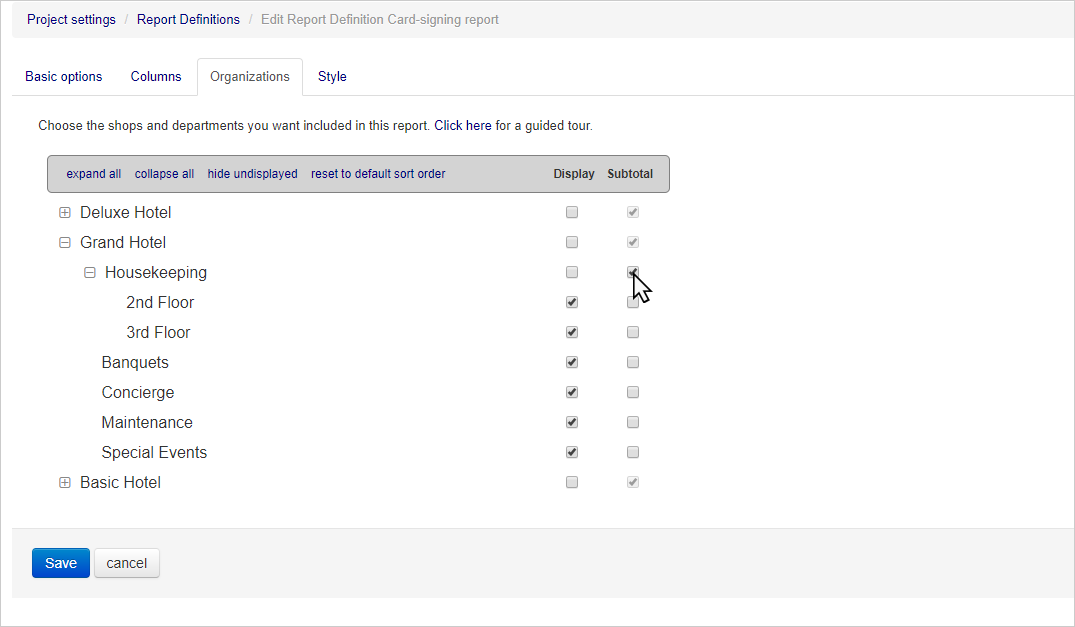 Project settings / Report Definitions / Edit Report Definition Card-signing report
Basic options Columns Organizations Style
Choose the shops and departments you want included in this report. Click here for a guided tour.
expand all collapse all hide undisplayed reset to default sort order Display Subtotal
Deluxe Hotel
Grand Hotel
Housekeeping
2nd Floor
3rd Floor
Banquets
Concierge
Maintenance
Special Events
Basic Hotel
Save cancel